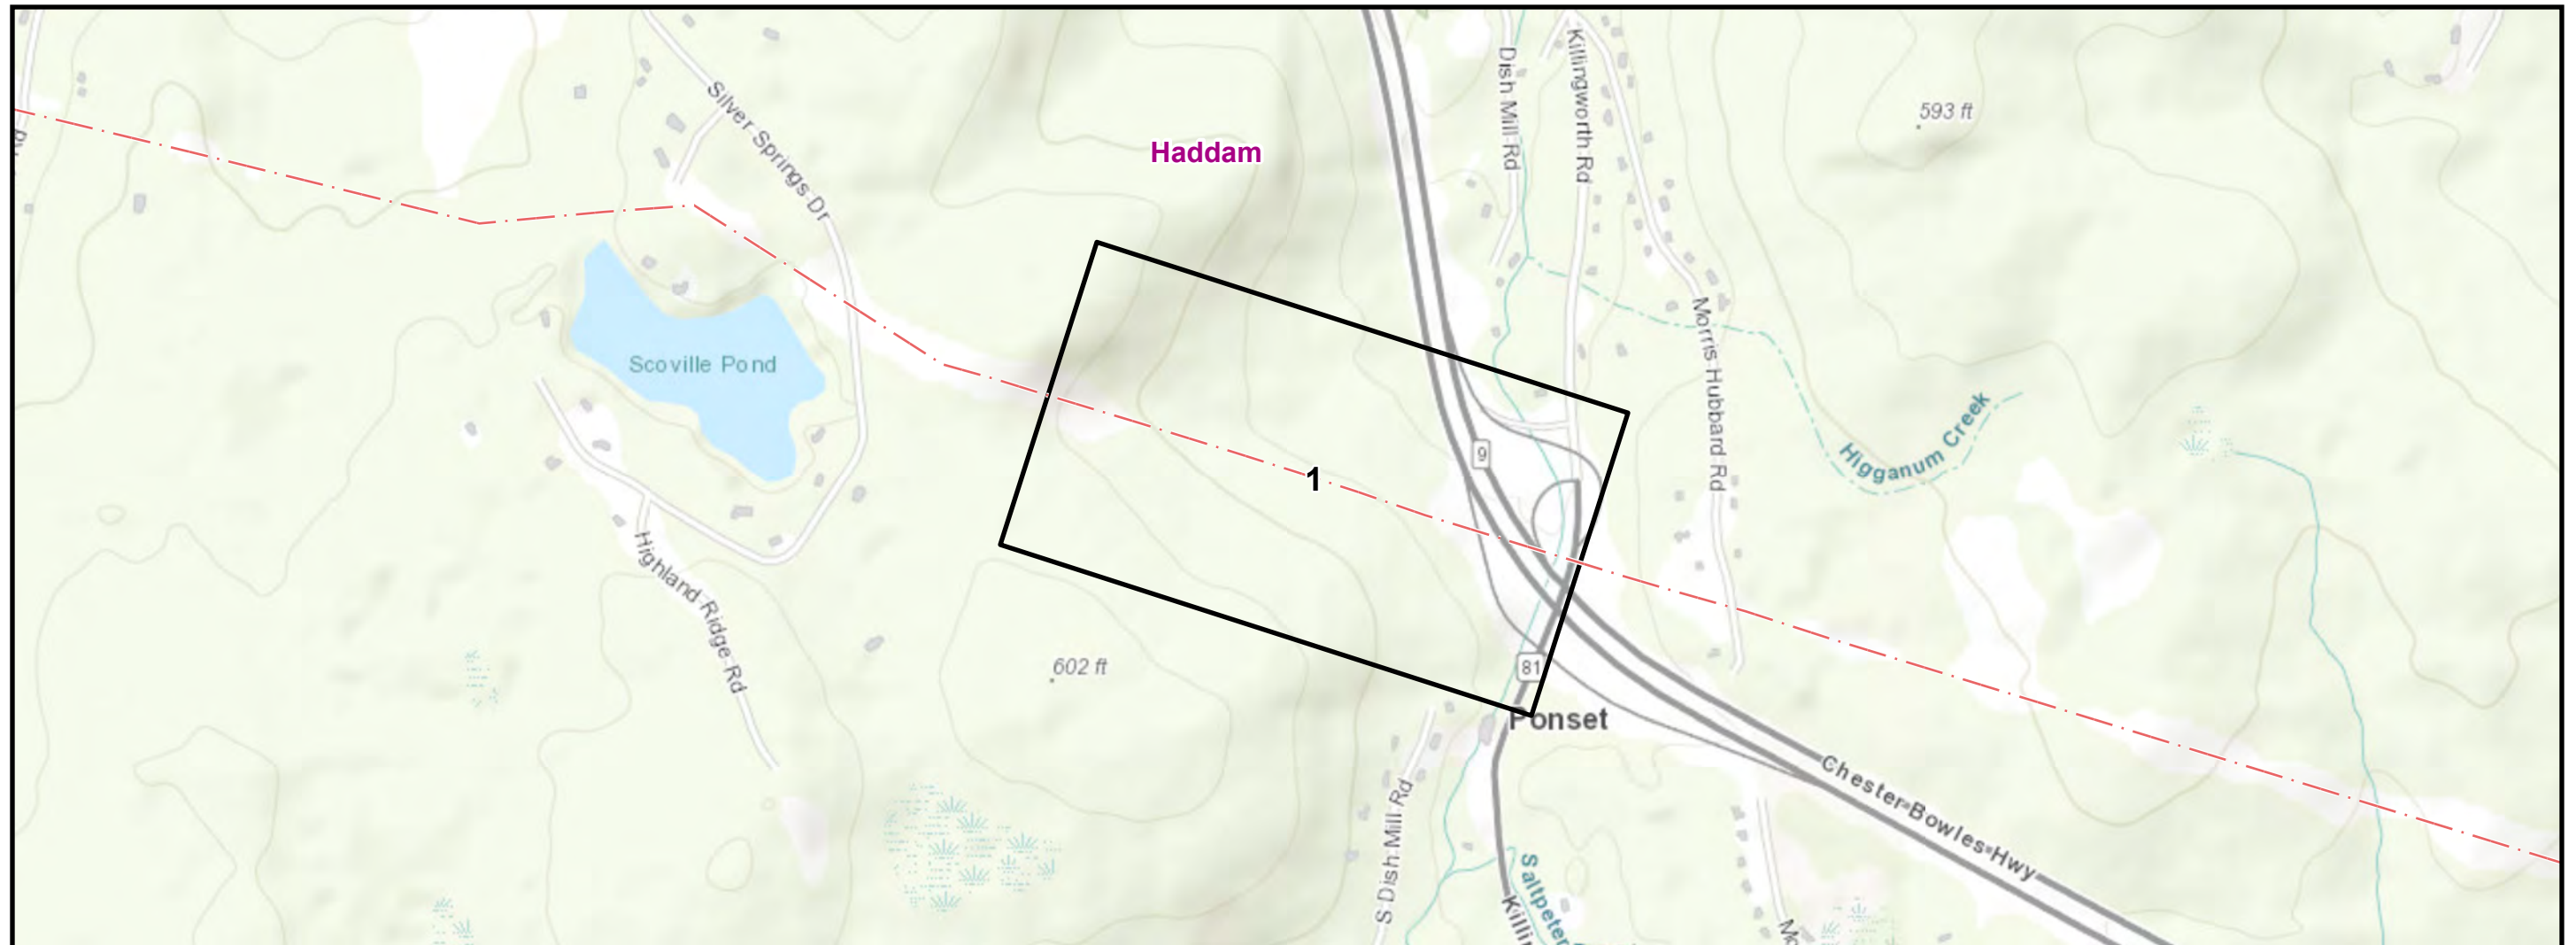 Dish Mill Rd
Killingworth Rd
Silver Springs Dr
593 ft
Haddam
Scoville Pond
Morris Hubbard Rd
Higganum Creek
9
1
Highland Ridge Rd
602 ft
81
Ponset
Chester Bowles Hwy
S Dish Mill Rd
Saltpeter